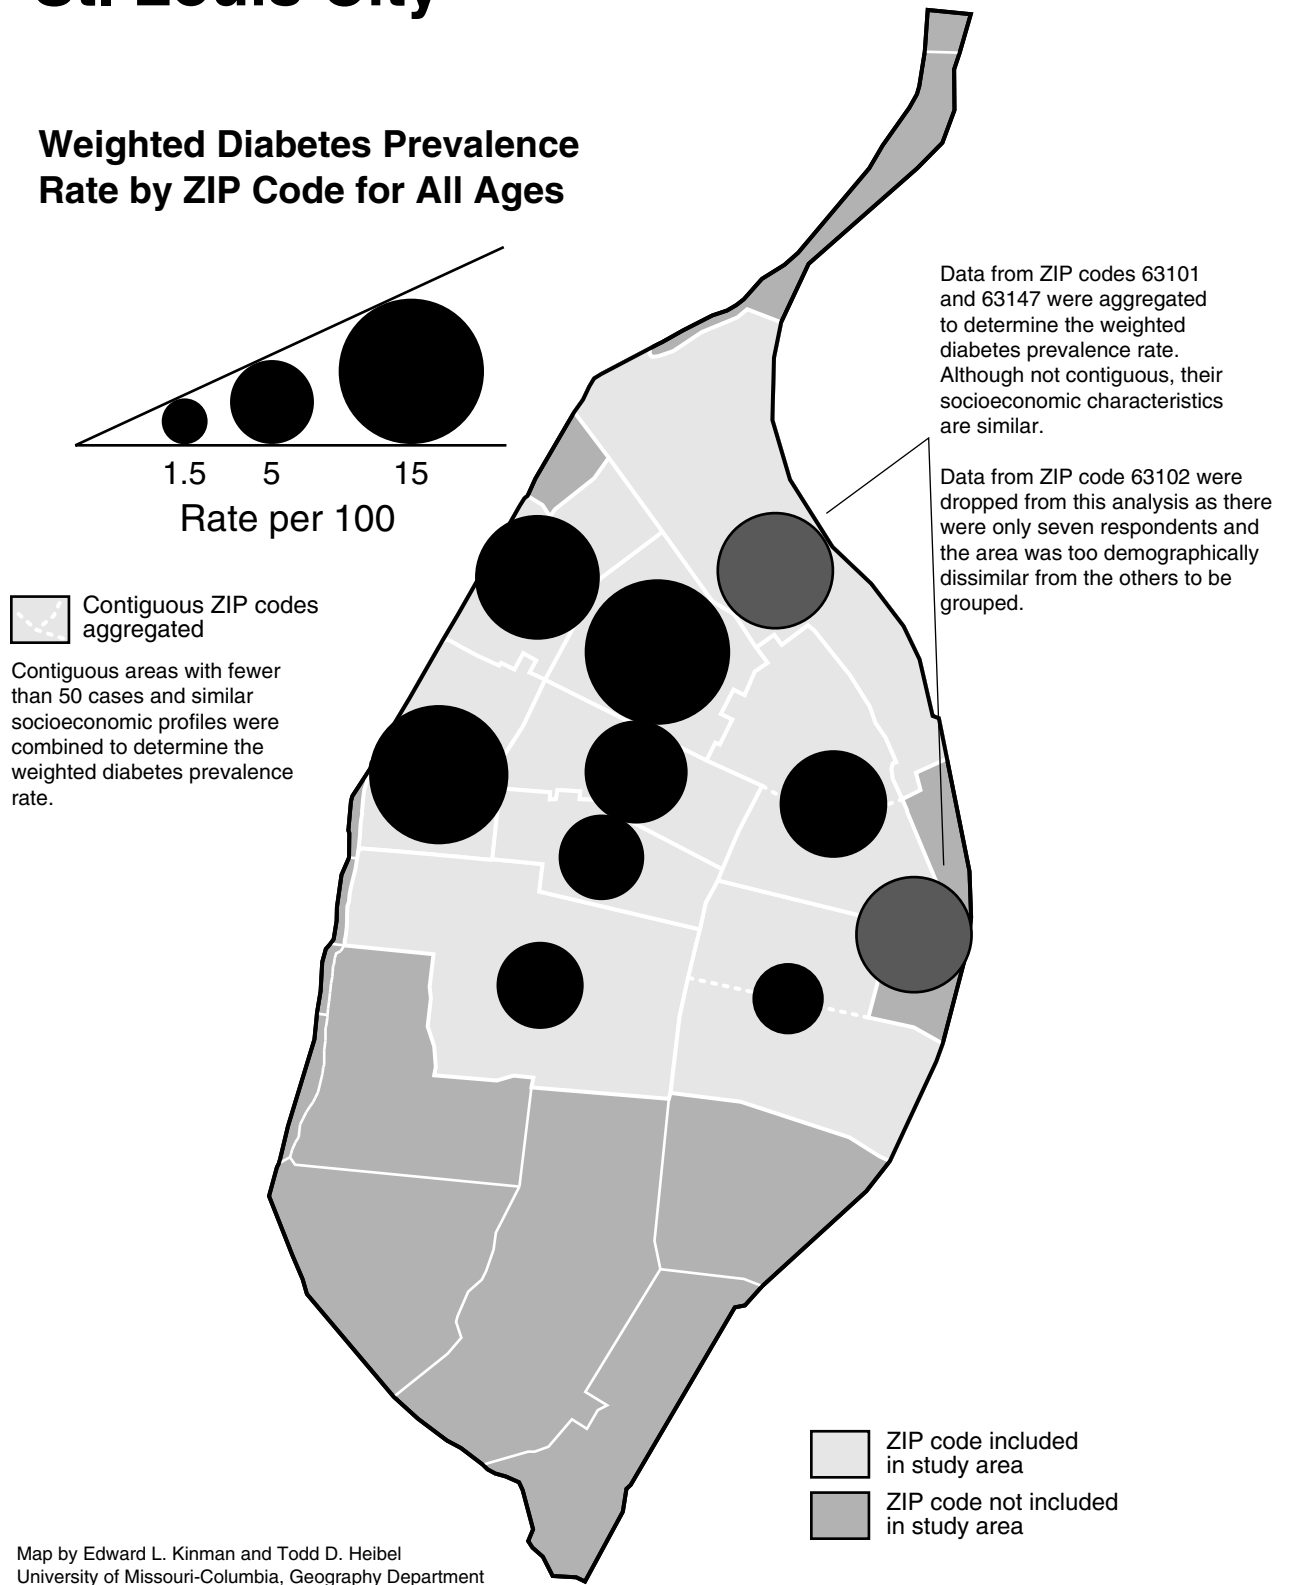 St. Louis City
Weighted Diabetes Prevalence
Rate by ZIP Code for All Ages
1.5 5 15
Rate per 100
Data from ZIP codes 63101
and 63147 were aggregated
to determine the weighted
diabetes prevalence rate.
Although not contiguous, their
socioeconomic characteristics
are similar.
Data from ZIP code 63102 were
dropped from this analysis as there
were only seven respondents and
the area was too demographically
dissimilar from the others to be
grouped.
Contiguous ZIP codes
aggregated
Contiguous areas with fewer
than 50 cases and similar
socioeconomic profiles were
combined to determine the
weighted diabetes prevalence
rate.
ZIP code included
in study area
ZIP code not included
in study area
Map by Edward L. Kinman and Todd D. Heibel
University of Missouri-Columbia, Geography Department